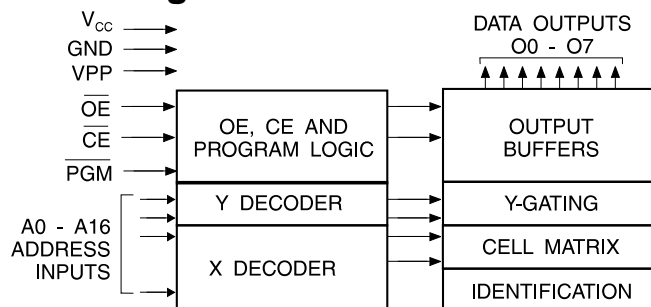 VCC
GND
VPP
OE
CE
PGM
A0 - A16
ADDRESS
INPUTS
OE, CE AND
PROGRAM LOGIC
Y DECODER
X DECODER
DATA OUTPUTS
O0 - O7
OUTPUT
BUFFERS
Y-GATING
CELL MATRIX
IDENTIFICATION